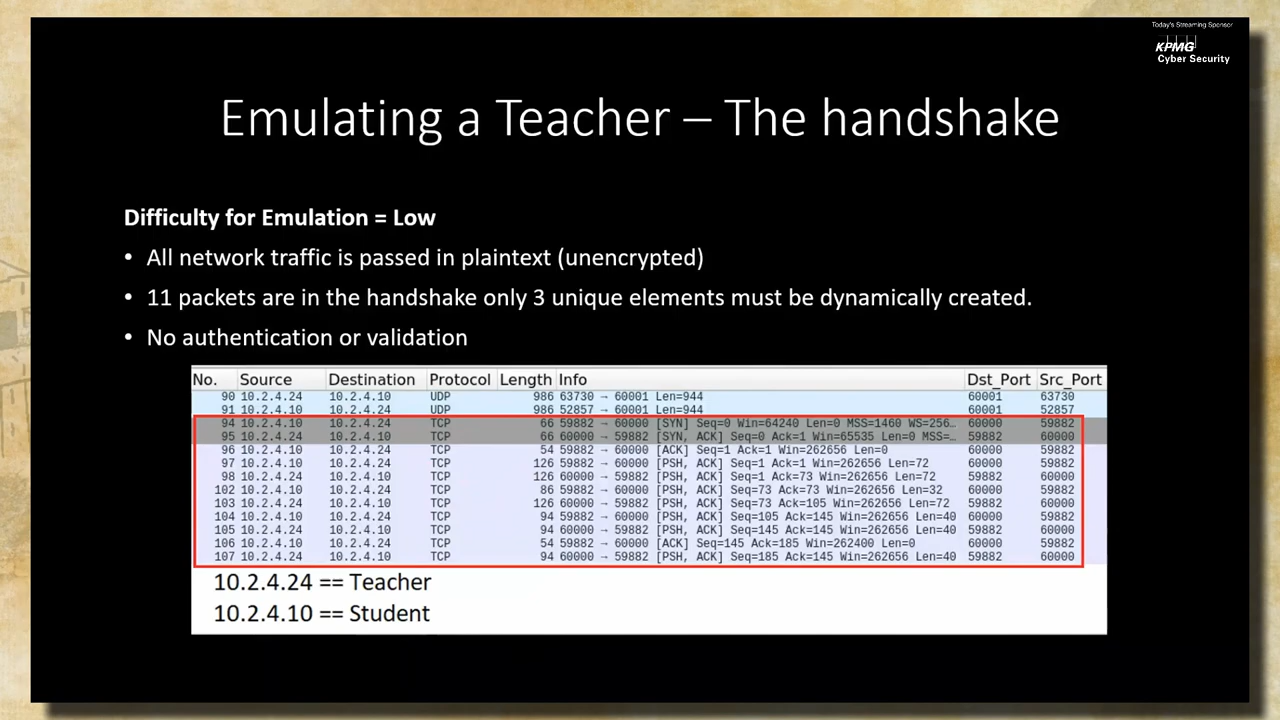 Today's Streaming Sponsor
KPMG
Cyber Security
Emulating a Teacher – The handshake
Difficulty for Emulation = Low
• All network traffic is passed in plaintext (unencrypted)
• 11 packets are in the handshake only 3 unique elements must be dynamically created.
• No authentication or validation
No. Source Destination Protocol Length Info Dst_Port Src_Port
90 10.2.4.24 10.2.4.10 UDP 986 63730 → 60001 Len=944 60001 63730
91 10.2.4.24 10.2.4.10 UDP 986 52857 → 60001 Len=944 60001 52857
94 10.2.4.10 10.2.4.24 TCP 66 59882 → 60000 [SYN] Seq=0 Win=64240 Len=0 MSS=1460 WS=256… 60000 59882
95 10.2.4.24 10.2.4.10 TCP 66 60000 → 59882 [SYN, ACK] Seq=0 Ack=1 Win=65535 Len=0 MSS=… 59882 60000
96 10.2.4.10 10.2.4.24 TCP 54 59882 → 60000 [ACK] Seq=1 Ack=1 Win=262656 Len=0 60000 59882
97 10.2.4.10 10.2.4.24 TCP 126 59882 → 60000 [PSH, ACK] Seq=1 Ack=1 Win=262656 Len=72 60000 59882
98 10.2.4.24 10.2.4.10 TCP 126 60000 → 59882 [PSH, ACK] Seq=1 Ack=73 Win=262656 Len=72 59882 60000
102 10.2.4.10 10.2.4.24 TCP 86 59882 → 60000 [PSH, ACK] Seq=73 Ack=73 Win=262656 Len=32 60000 59882
103 10.2.4.24 10.2.4.10 TCP 126 60000 → 59882 [PSH, ACK] Seq=73 Ack=105 Win=262656 Len=72 59882 60000
104 10.2.4.10 10.2.4.24 TCP 94 59882 → 60000 [PSH, ACK] Seq=105 Ack=145 Win=262656 Len=40 60000 59882
105 10.2.4.24 10.2.4.10 TCP 94 60000 → 59882 [PSH, ACK] Seq=145 Ack=145 Win=262656 Len=40 59882 60000
106 10.2.4.10 10.2.4.24 TCP 54 59882 → 60000 [ACK] Seq=145 Ack=185 Win=262400 Len=0 60000 59882
107 10.2.4.24 10.2.4.10 TCP 94 60000 → 59882 [PSH, ACK] Seq=185 Ack=145 Win=262656 Len=40 59882 60000
10.2.4.24 == Teacher
10.2.4.10 == Student